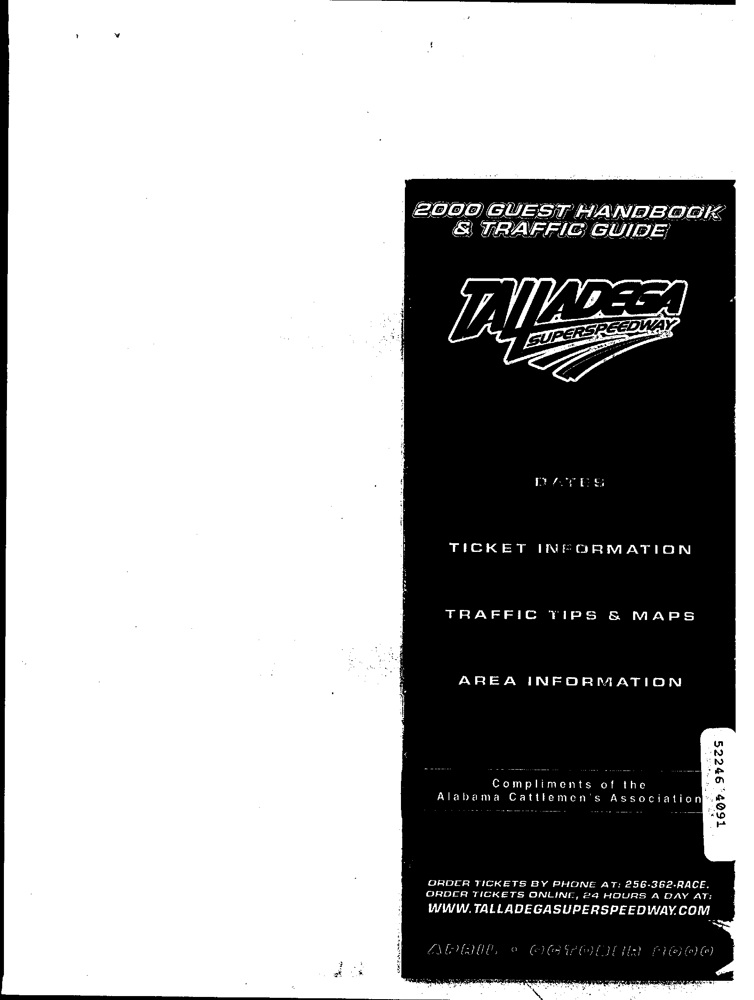 2000 GUEST HANDBOOK
& TRAFFIC GUIDE
TALLADEGA
SUPERSPEEDWAY
DATES
TICKET INFORMATION
TRAFFIC TIPS & MAPS
AREA INFORMATION
Compliments of the
Alabama Cattlemen's Association
52246 4091
ORDER TICKETS BY PHONE AT: 256-362-RACE.
ORDER TICKETS ONLINE, 24 HOURS A DAY AT:
WWW.TALLADEGASUPERSPEEDWAY.COM
APRIL • OCTOBER 2000